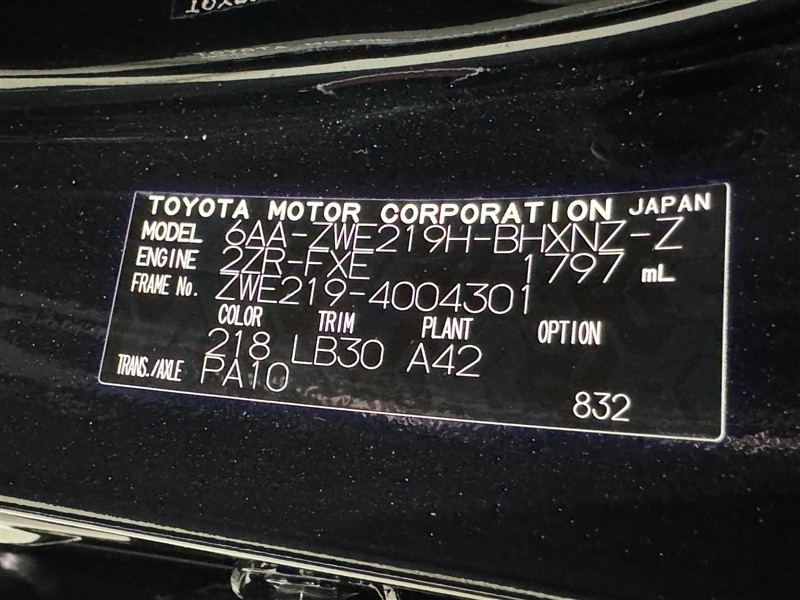 TOYOTA MOTOR CORPORATION JAPAN
MODEL 6AA-ZWE219H-BHXNZ-Z
ENGINE 2ZR-FXE 1797 mL
FRAME No. ZWE219-4004301
COLOR TRIM PLANT OPTION
218 LB30 A42
TRANS./AXLE PA10
832